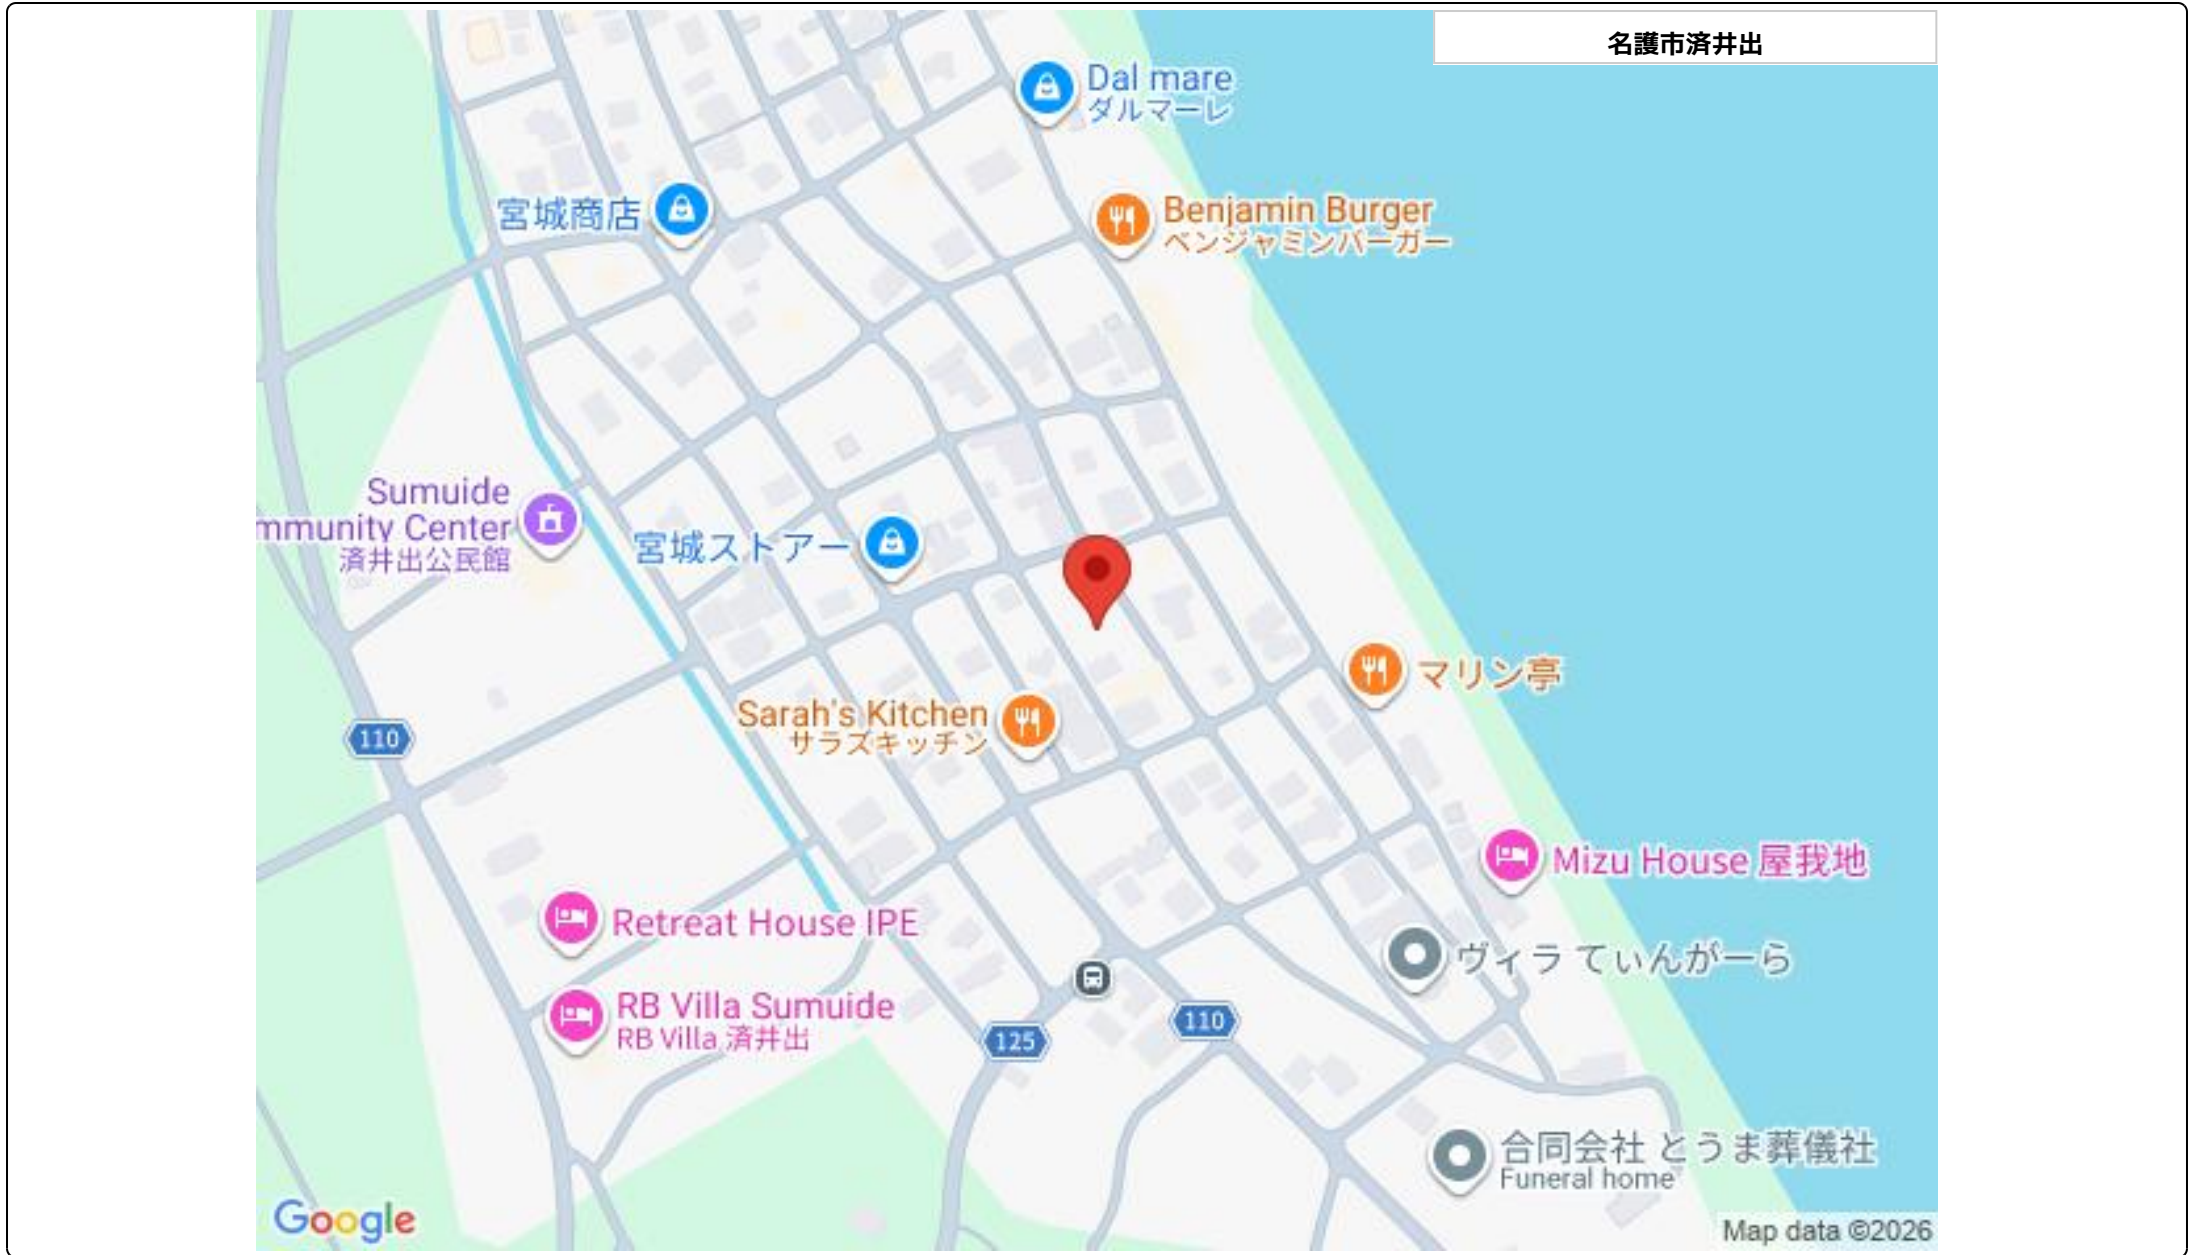 名護市済井出
Dal mare
ダルマーレ
宮城商店
Benjamin Burger
ベンジャミンバーガー
Sumuide
mmunity Center
済井出公民館
宮城ストアー
マリン亭
Sarah's Kitchen
サラズキッチン
110
Mizu House 屋我地
Retreat House IPE
ヴィラ てぃんがーら
RB Villa Sumuide
RB Villa 済井出
125
110
合同会社 とうま葬儀社
Funeral home
Google
Map data ©2026